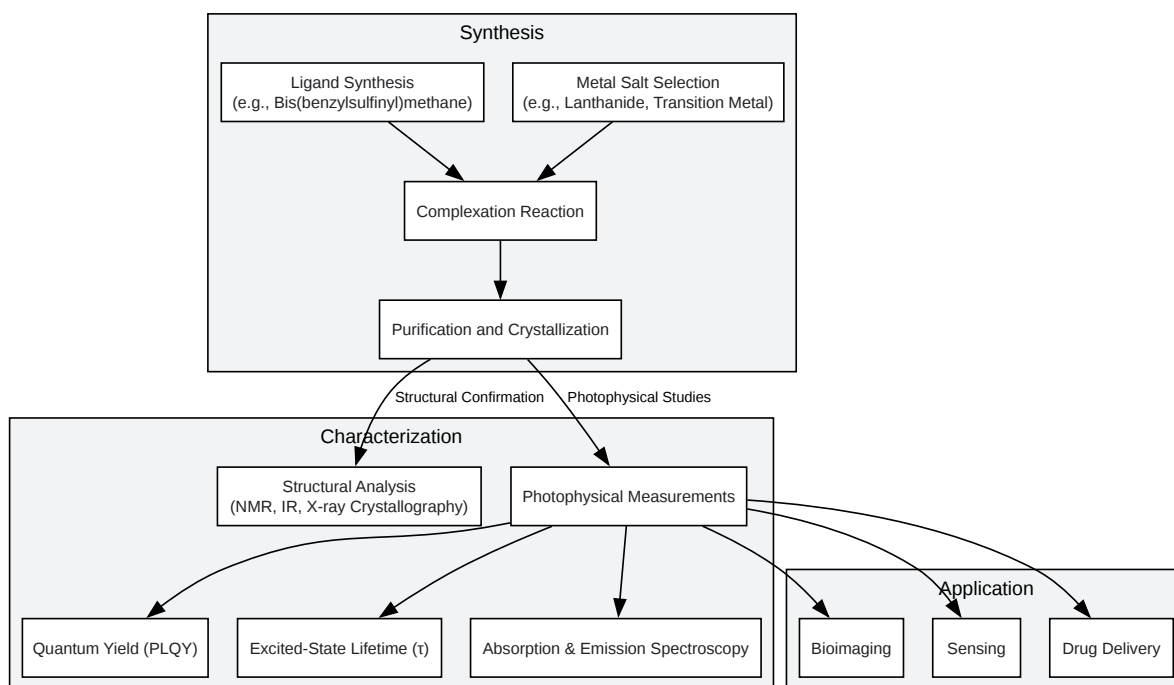 Synthesis
Ligand Synthesis
(e.g., Bis(benzylsulfinyl)methane)
Metal Salt Selection
(e.g., Lanthanide, Transition Metal)
Complexation Reaction
Purification and Crystallization
Structural Confirmation
Photophysical Studies
Characterization
Structural Analysis
(NMR, IR, X-ray Crystallography)
Photophysical Measurements
Application
Quantum Yield (PLQY)
Excited-State Lifetime (τ)
Absorption & Emission Spectroscopy
Bioimaging
Sensing
Drug Delivery